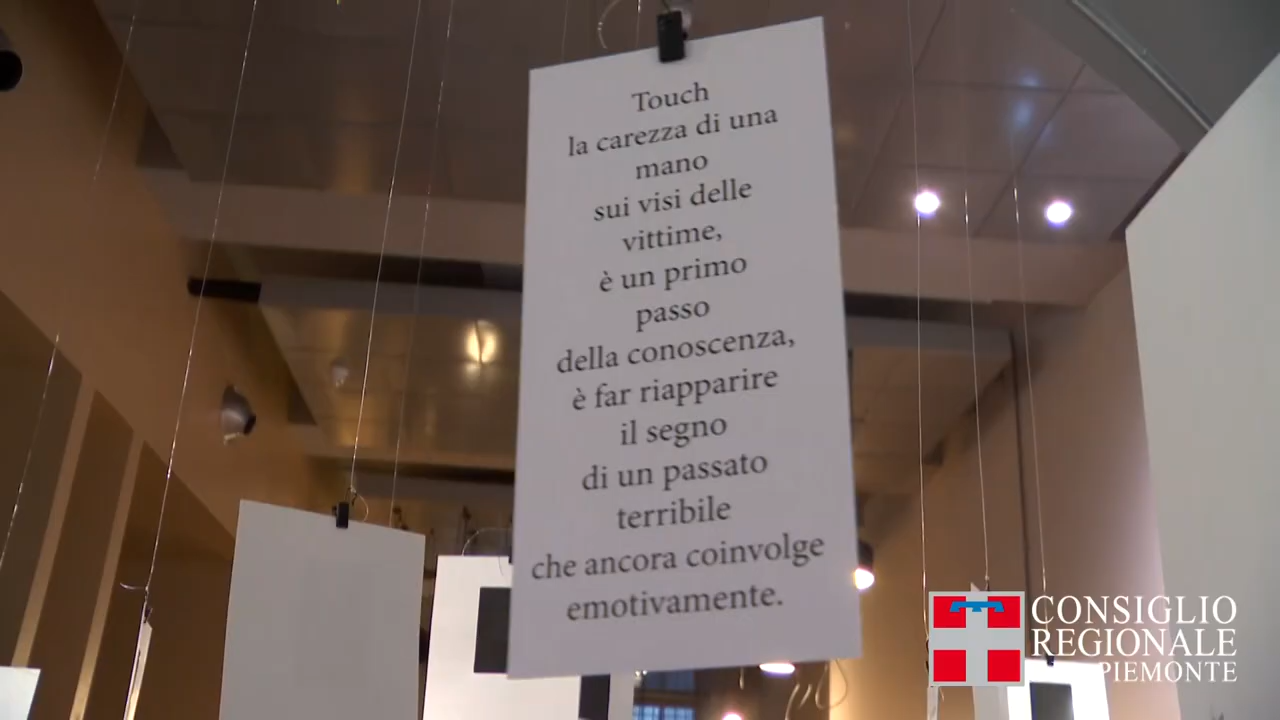 Touch
la carezza di una
mano
sui visi delle
vittime,
è un primo
passo
della conoscenza,
è far riapparire
il segno
di un passato
terribile
che ancora coinvolge
emotivamente.
CONSIGLIO
REGIONALE
PIEMONTE